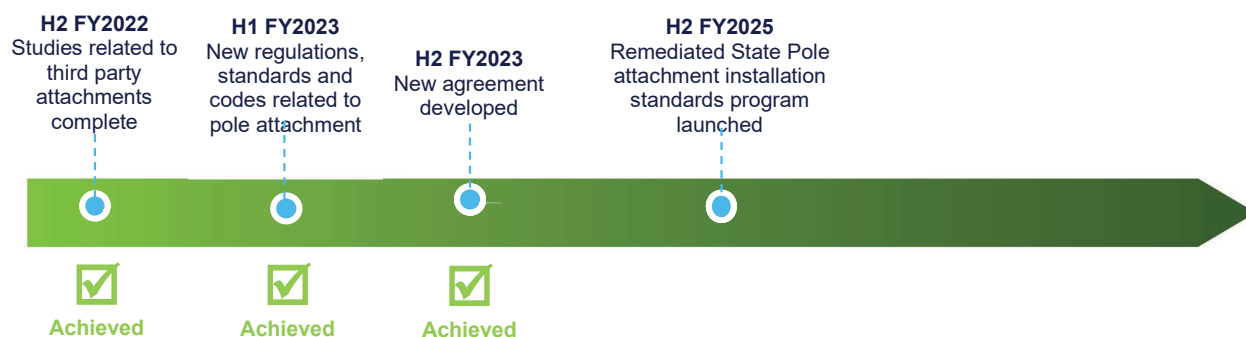 H2 FY2022
Studies related to
third party
attachments
complete
H1 FY2023
New regulations,
standards and
codes related to
pole attachment
H2 FY2023
New agreement
developed
H2 FY2025
Remediated State Pole
attachment installation
standards program
launched
Achieved
Achieved
Achieved